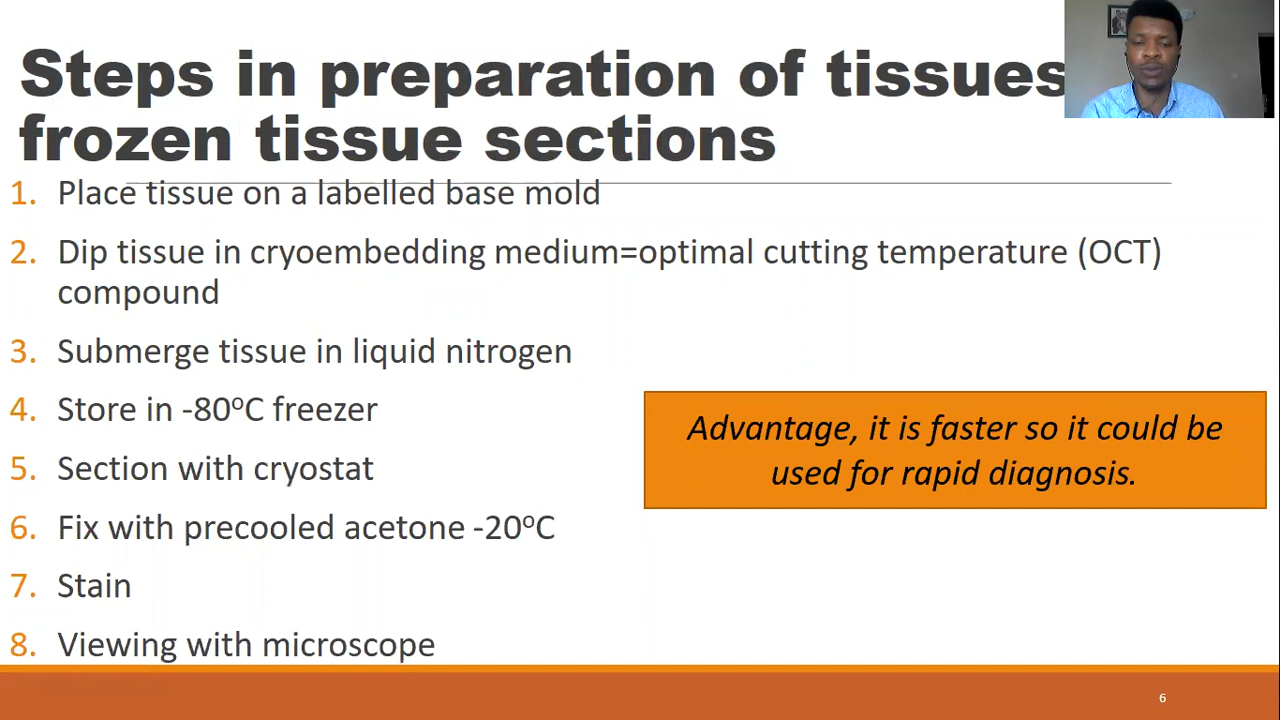 Steps in preparation of tissues
frozen tissue sections
1. Place tissue on a labelled base mold
2. Dip tissue in cryoembedding medium=optimal cutting temperature (OCT)
compound
3. Submerge tissue in liquid nitrogen
4. Store in -80°C freezer
5. Section with cryostat
6. Fix with precooled acetone -20°C
7. Stain
8. Viewing with microscope
Advantage, it is faster so it could be
used for rapid diagnosis.
6